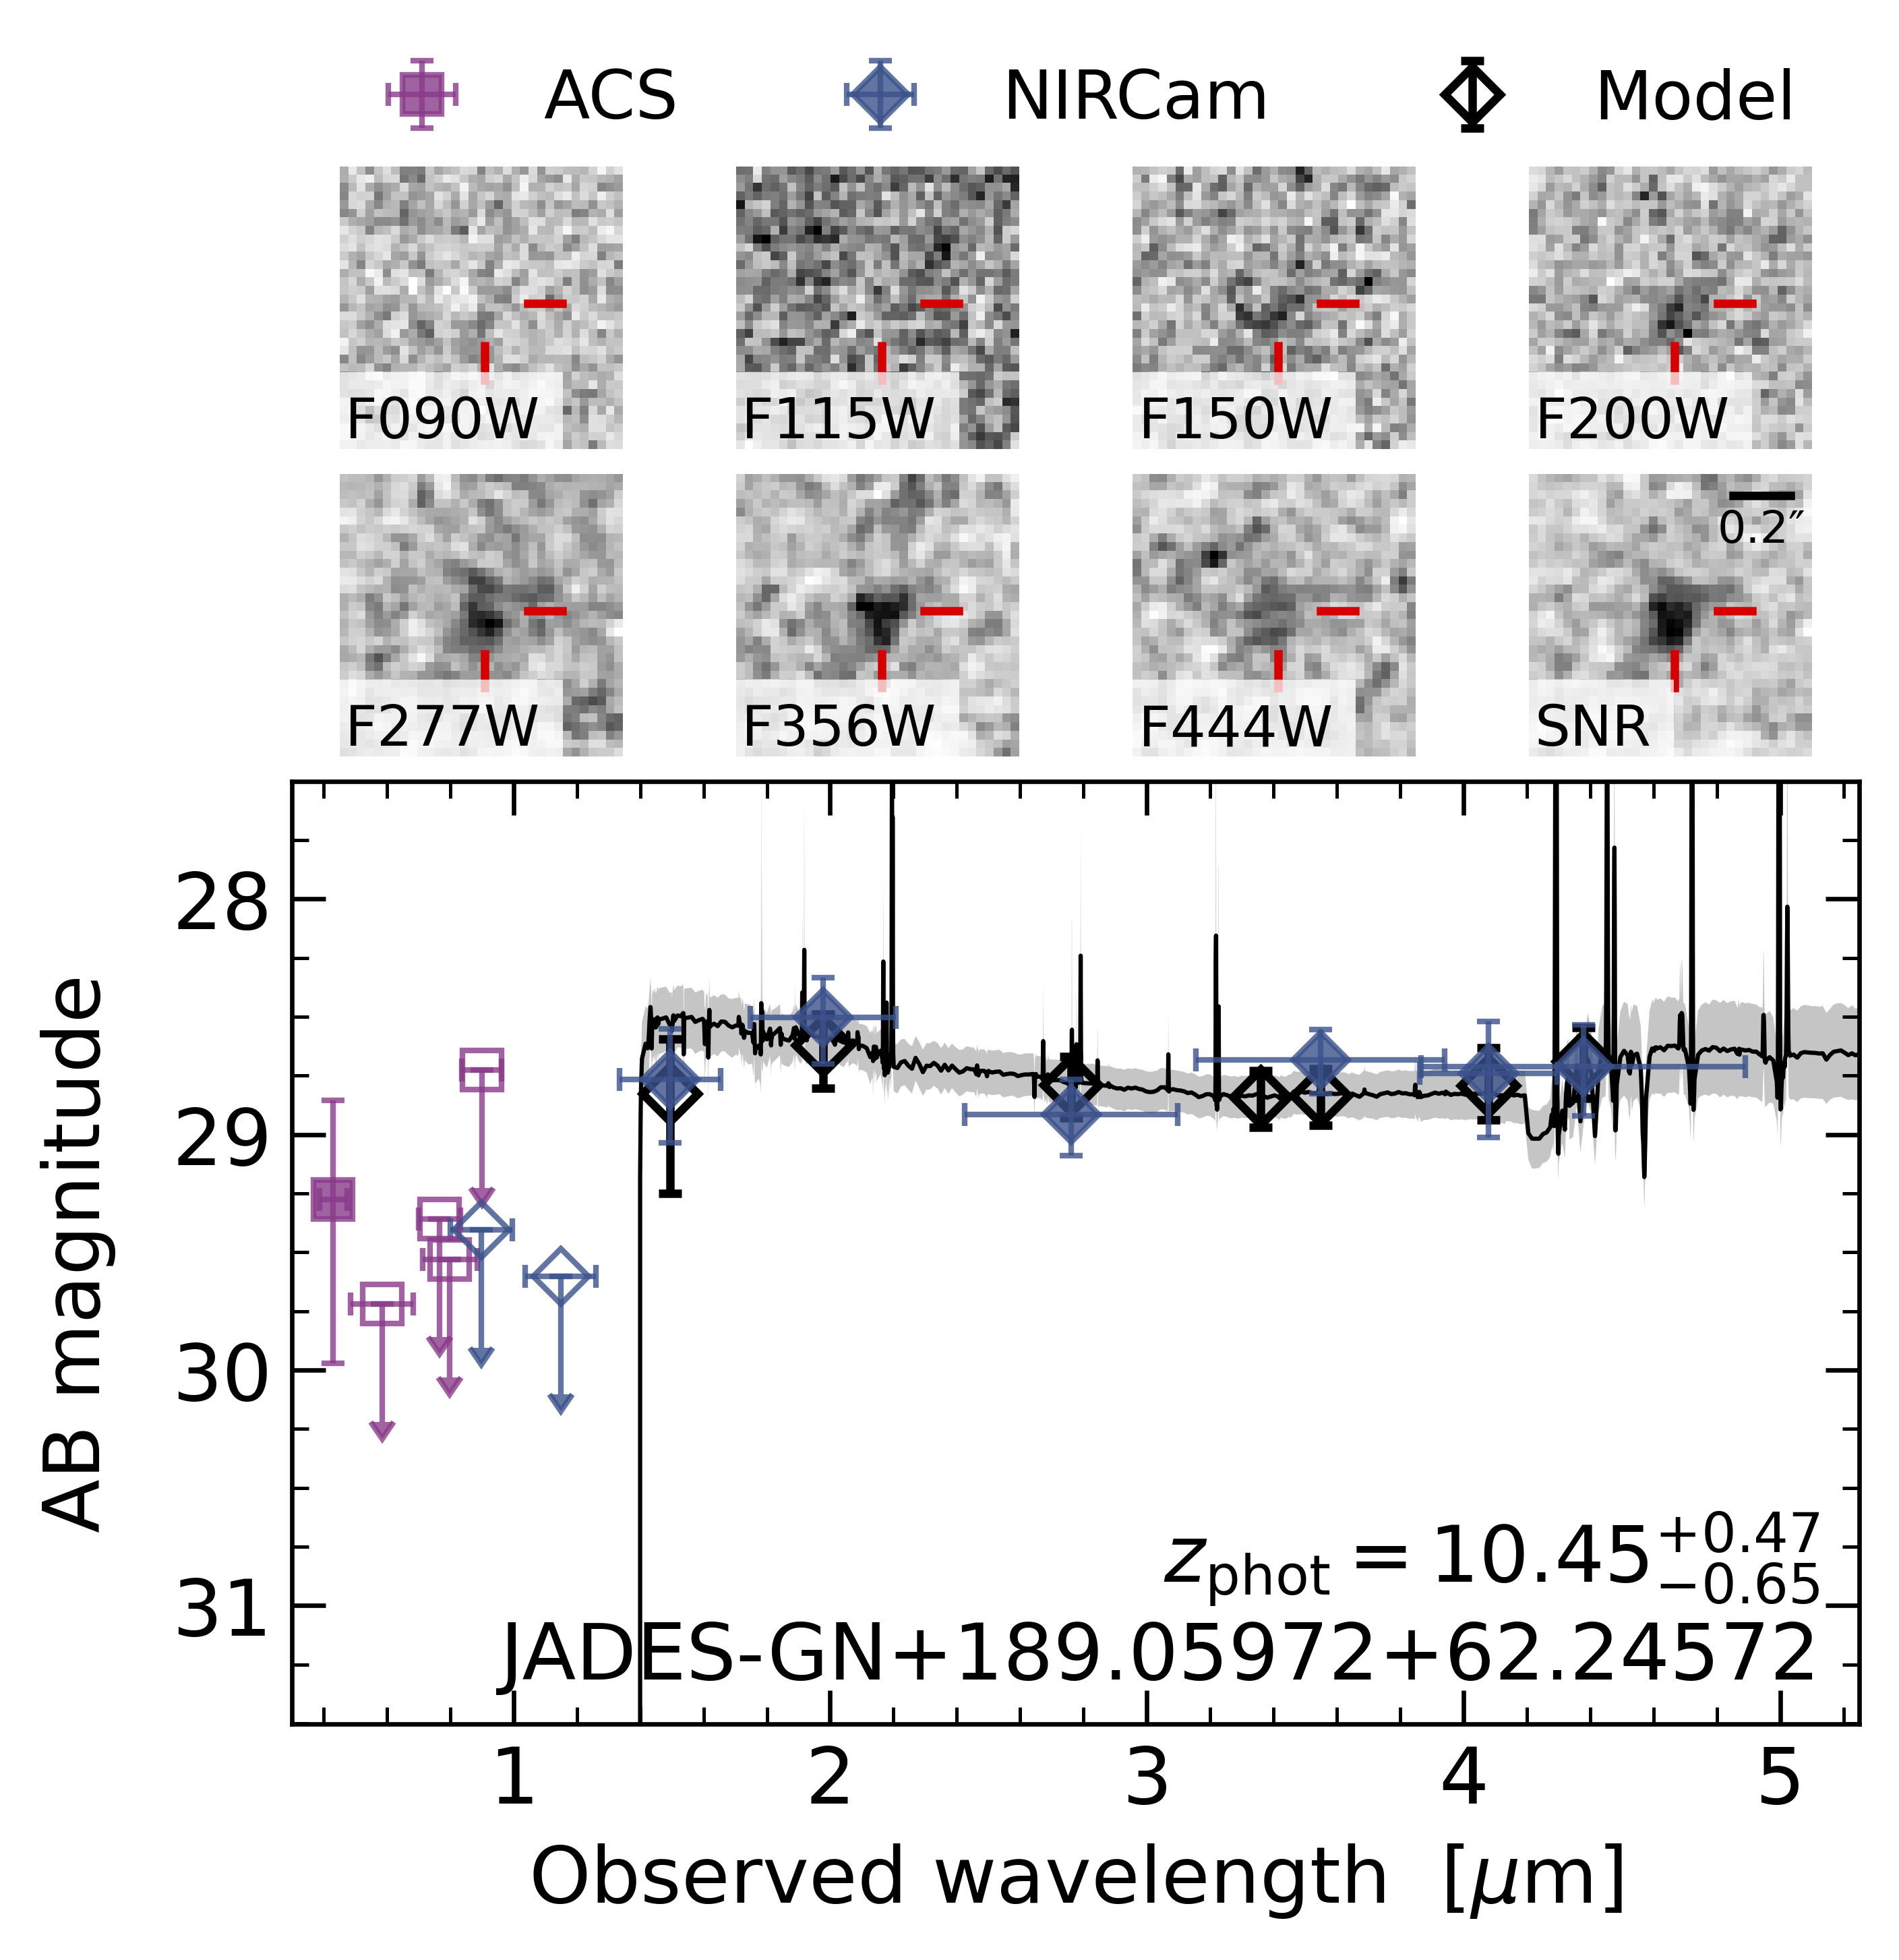 ACS NIRCam Model
F090W F115W F150W F200W
0.2″
F277W F356W F444W SNR
28
29
30
31
AB magnitude
z_phot = 10.45 +0.47 −0.65
JADES-GN+189.05972+62.24572
1 2 3 4 5
Observed wavelength [μm]